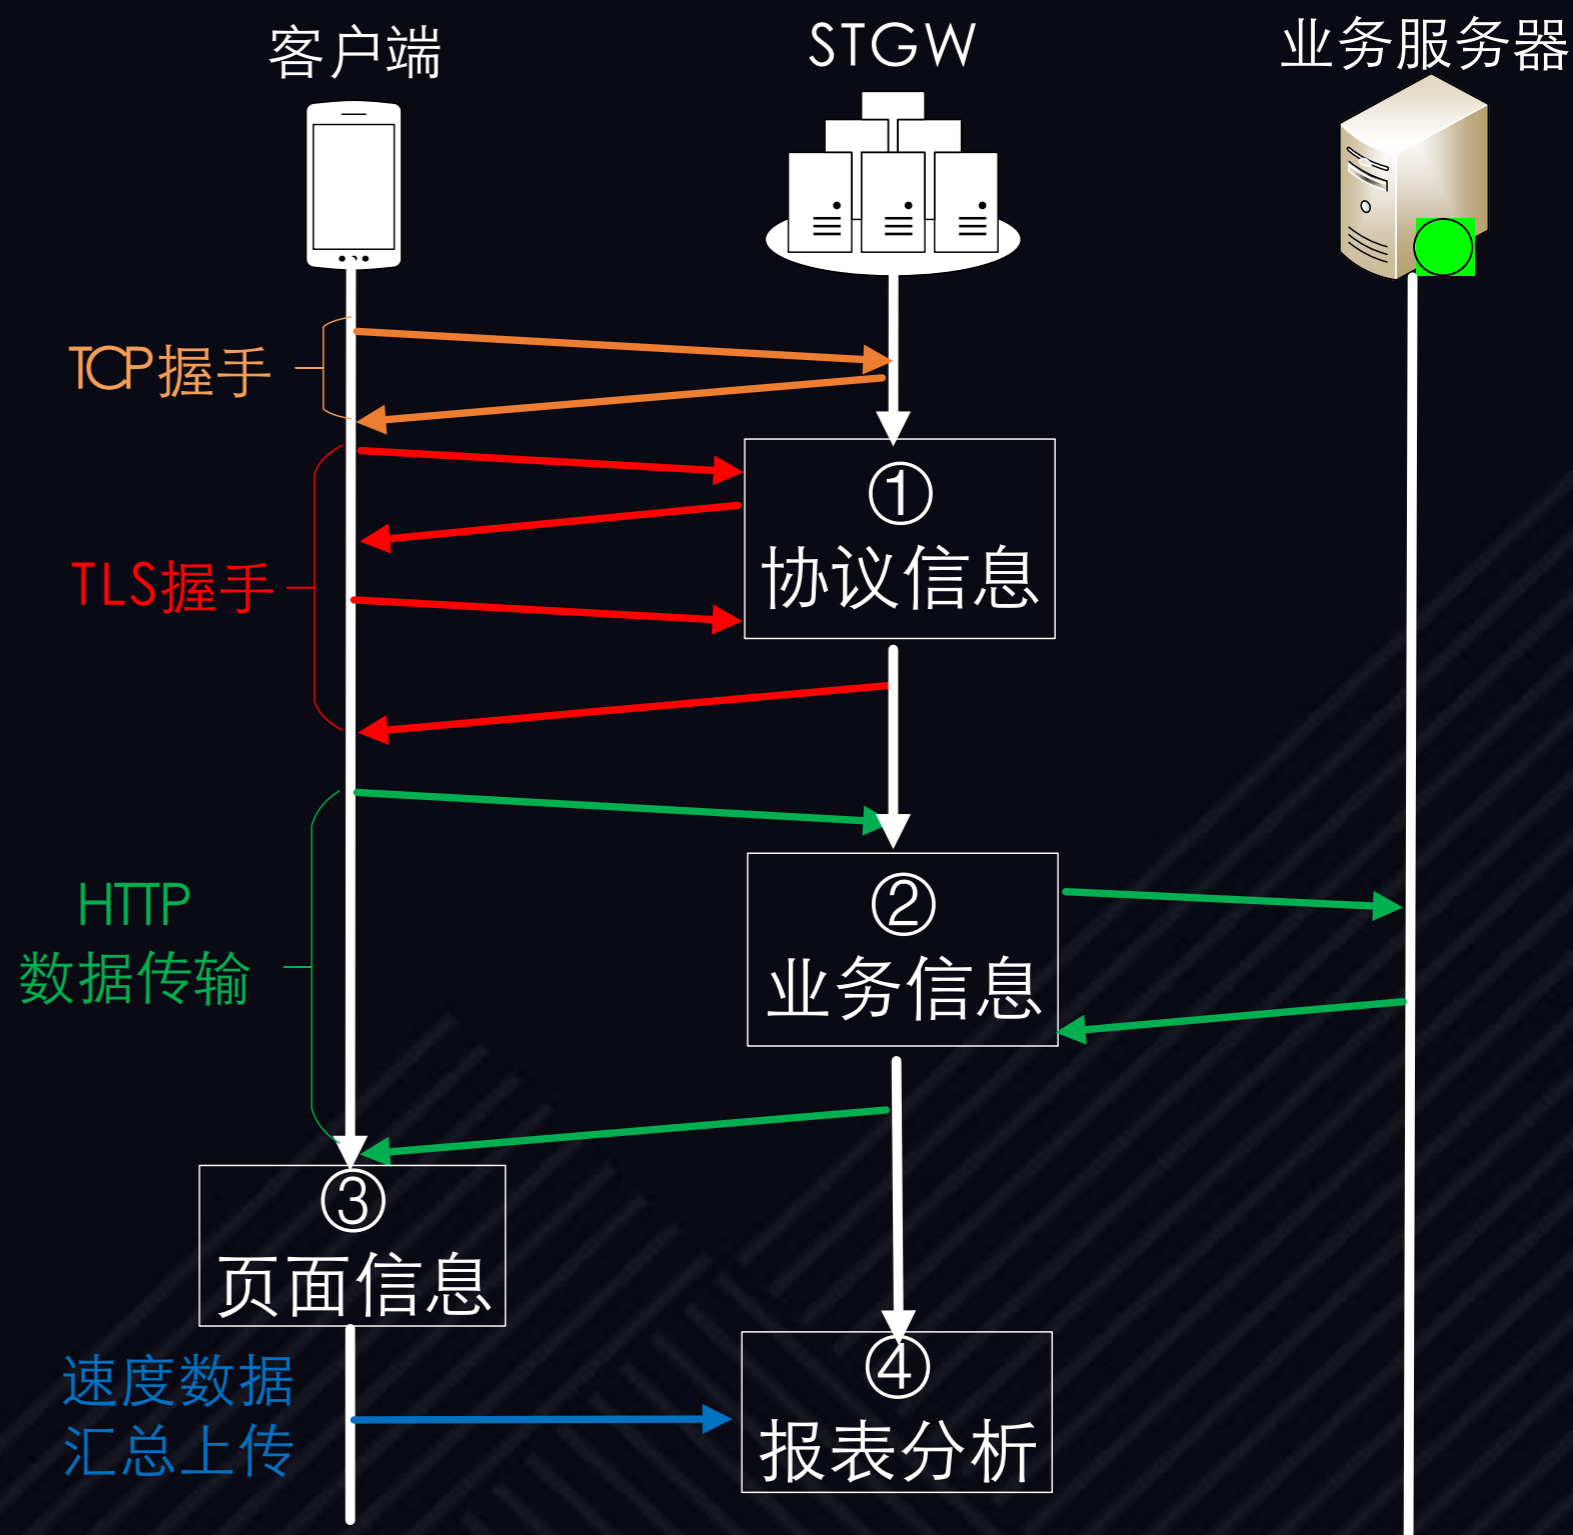 客户端
STGW
业务服务器
TCP握手
①
协议信息
TLS握手
HTTP
数据传输
②
业务信息
③
页面信息
速度数据
汇总上传
④
报表分析